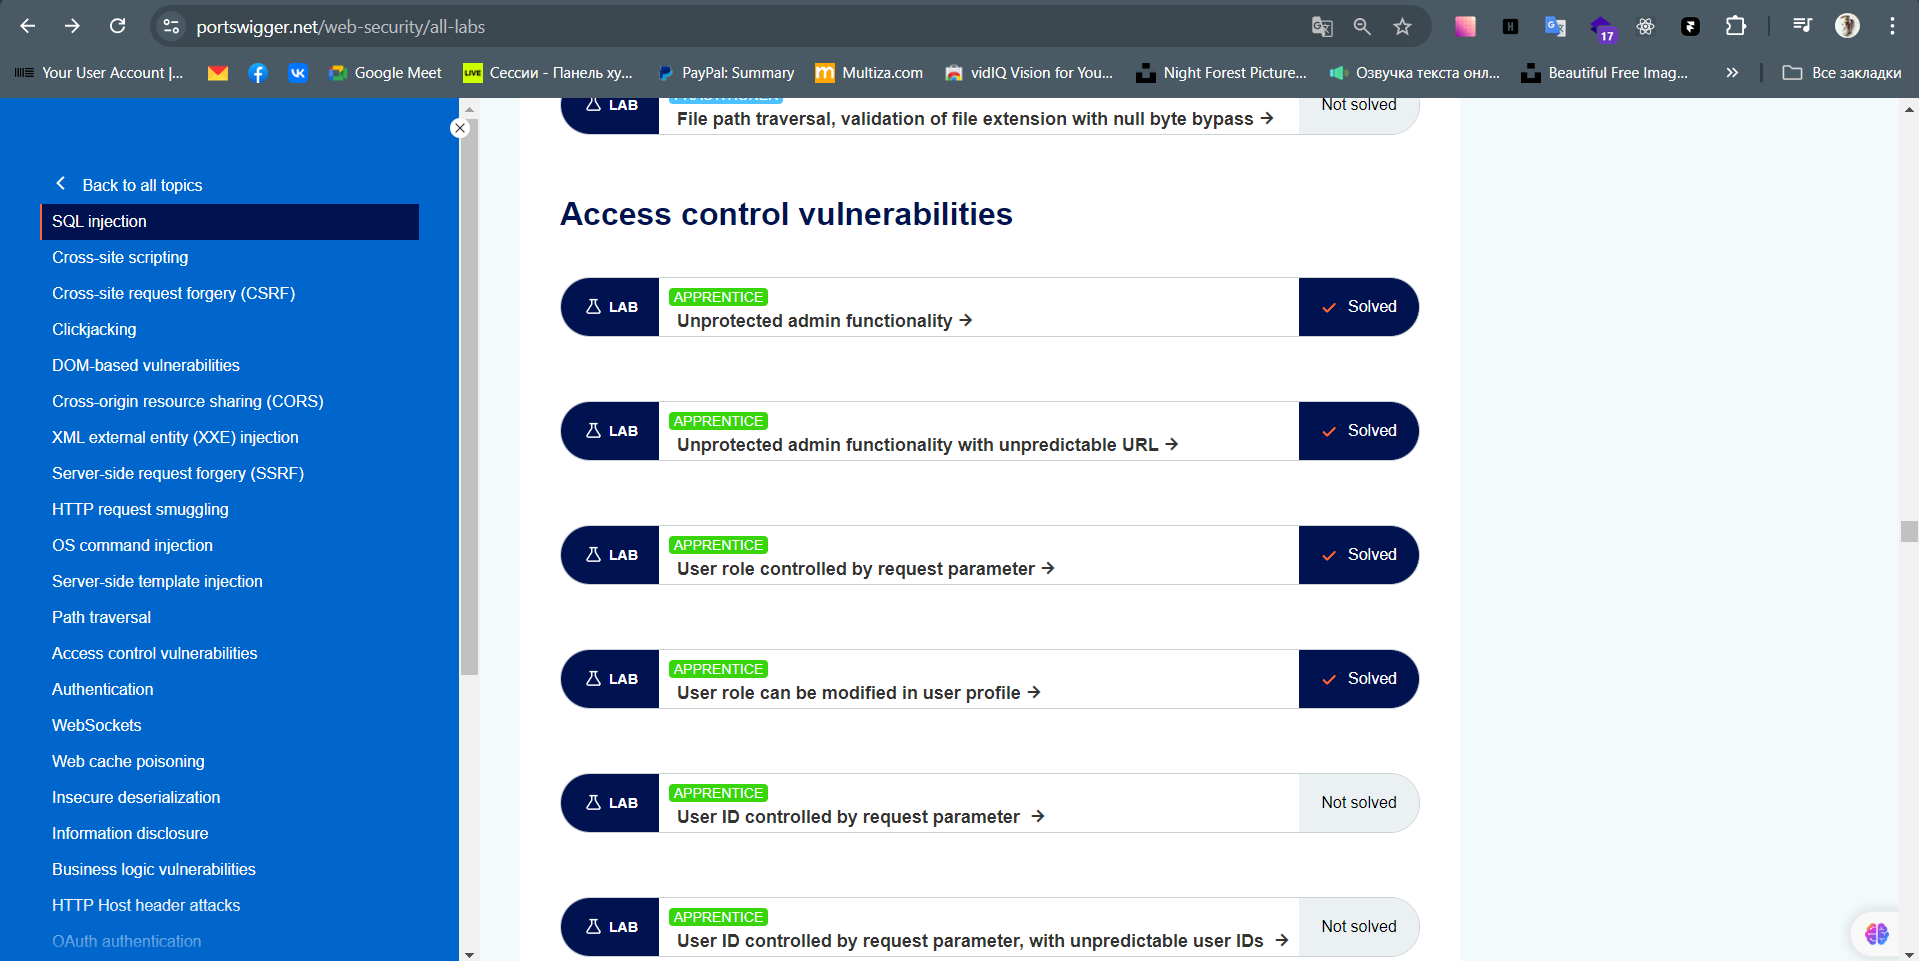 portswigger.net/web-security/all-labs
17
Your User Account |...
Google Meet
LIVE
Сессии - Панель ху...
PayPal: Summary
Multiza.com
vidIQ Vision for You...
Night Forest Picture...
Озвучка текста онл...
Beautiful Free Imag...
»
Все закладки
Back to all topics
SQL injection
Cross-site scripting
Cross-site request forgery (CSRF)
Clickjacking
DOM-based vulnerabilities
Cross-origin resource sharing (CORS)
XML external entity (XXE) injection
Server-side request forgery (SSRF)
HTTP request smuggling
OS command injection
Server-side template injection
Path traversal
Access control vulnerabilities
Authentication
WebSockets
Web cache poisoning
Insecure deserialization
Information disclosure
Business logic vulnerabilities
HTTP Host header attacks
OAuth authentication
LAB
PRACTITIONER
File path traversal, validation of file extension with null byte bypass →
Not solved
Access control vulnerabilities
LAB
APPRENTICE
Unprotected admin functionality →
Solved
LAB
APPRENTICE
Unprotected admin functionality with unpredictable URL →
Solved
LAB
APPRENTICE
User role controlled by request parameter →
Solved
LAB
APPRENTICE
User role can be modified in user profile →
Solved
LAB
APPRENTICE
User ID controlled by request parameter →
Not solved
LAB
APPRENTICE
User ID controlled by request parameter, with unpredictable user IDs →
Not solved